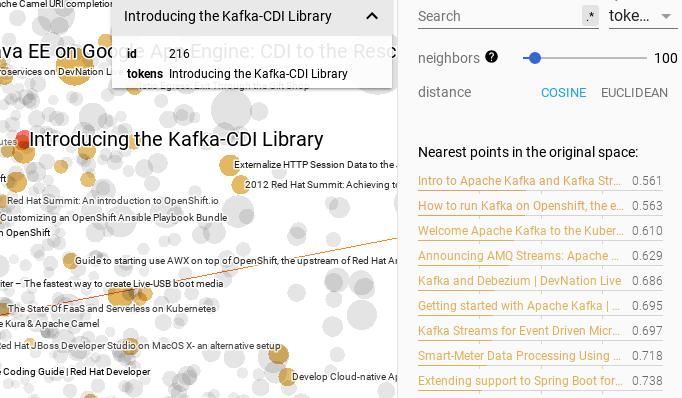 he Camel URI completion
Introducing the Kafka-CDI Library
ava EE on Google App Engine: CDI to the Resc
id 216
roservices on DevNation Live
tokens Introducing the Kafka-CDI Library
utes
Introducing the Kafka-CDI Library
Externalize HTTP Session Data to the
ft
2012 Red Hat Summit: Achieving to
Red Hat Summit: An introduction to OpenShift.io
Customizing an OpenShift Ansible Playbook Bundle
n OpenShift
Guide to starting use AWX on top of OpenShift, the upstream of Red Hat An
riter – The fastest way to create Live-USB boot media
The State Of FaaS and Serverless on Kubernetes
e Kura & Apache Camel
Red Hat JBoss Developer Studio on MacOS X- an alternative setup
e Coding Guide | Red Hat Developer
Develop Cloud-native Ap
Search .* toke...
neighbors ? 100
distance COSINE EUCLIDEAN
Nearest points in the original space:
Intro to Apache Kafka and Kafka Str... 0.561
How to run Kafka on Openshift, the e... 0.563
Welcome Apache Kafka to the Kuber... 0.610
Announcing AMQ Streams: Apache ... 0.629
Kafka and Debezium | DevNation Live 0.686
Getting started with Apache Kafka | ... 0.695
Kafka Streams for Event Driven Micr... 0.697
Smart-Meter Data Processing Using ... 0.718
Extending support to Spring Boot for... 0.738